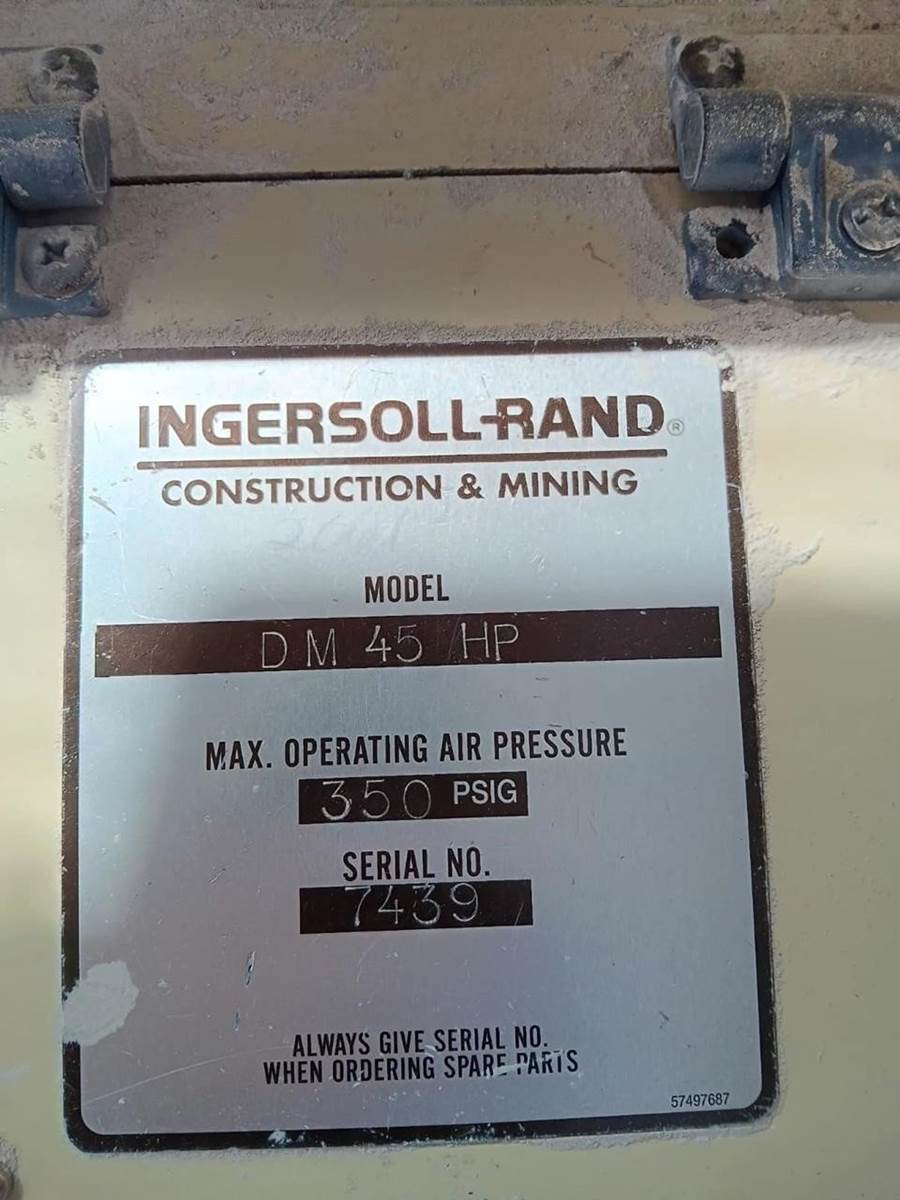 INGERSOLL-RAND®
CONSTRUCTION & MINING
MODEL
DM 45 HP
MAX. OPERATING AIR PRESSURE
350 PSIG
SERIAL NO.
7439
ALWAYS GIVE SERIAL NO.
WHEN ORDERING SPARE PARTS
57497687